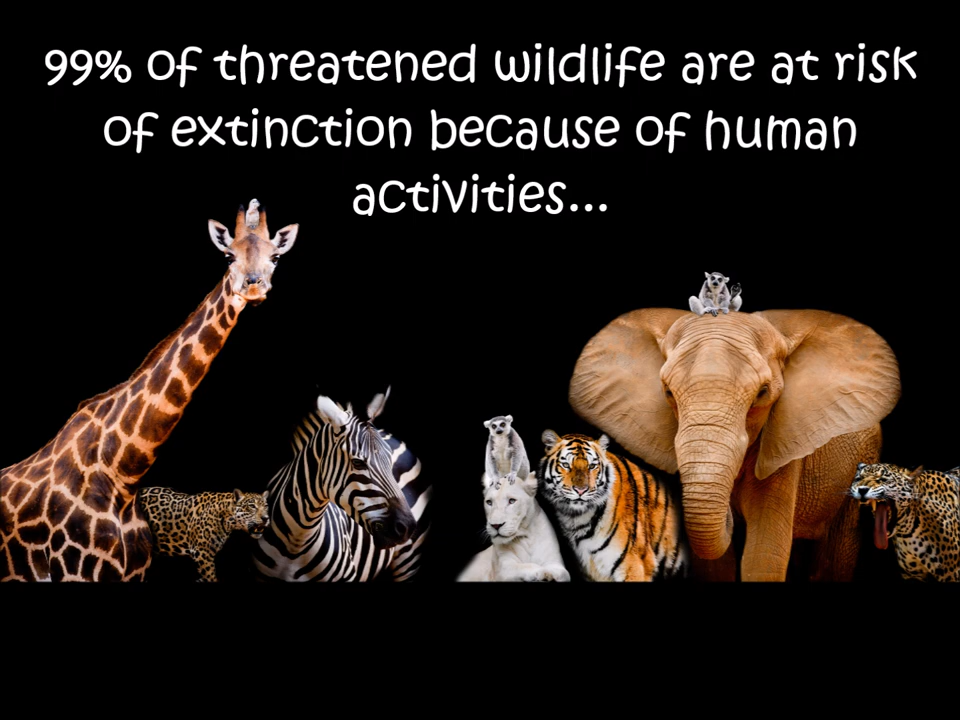 99% of threatened wildlife are at risk
of extinction because of human
activities...